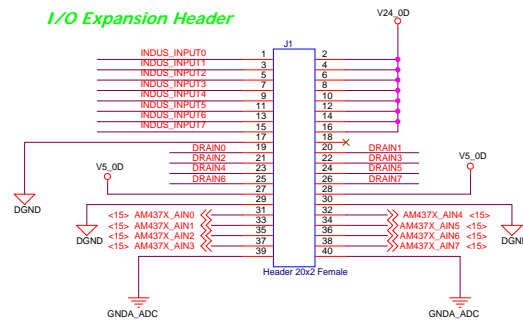 I/O Expansion Header
V24_0D
J1
INDUS_INPUT0 1 2
INDUS_INPUT1 3 4
INDUS_INPUT2 5 6
INDUS_INPUT3 7 8
INDUS_INPUT4 9 10
INDUS_INPUT5 11 12
INDUS_INPUT6 13 14
INDUS_INPUT7 15 16
17 18
DRAIN0 19 20 DRAIN1
DRAIN2 21 22 DRAIN3
DRAIN4 23 24 DRAIN5
DRAIN6 25 26 DRAIN7
V5_0D 27 28 V5_0D
29 30
DGND
<15> AM437X_AIN0 31 32 AM437X_AIN4 <15>
<15> AM437X_AIN1 33 34 AM437X_AIN5 <15>
<15> AM437X_AIN2 35 36 AM437X_AIN6 <15>
<15> AM437X_AIN3 37 38 AM437X_AIN7 <15>
DGND DGND
39 40
Header 20x2 Female
GNDA_ADC GNDA_ADC